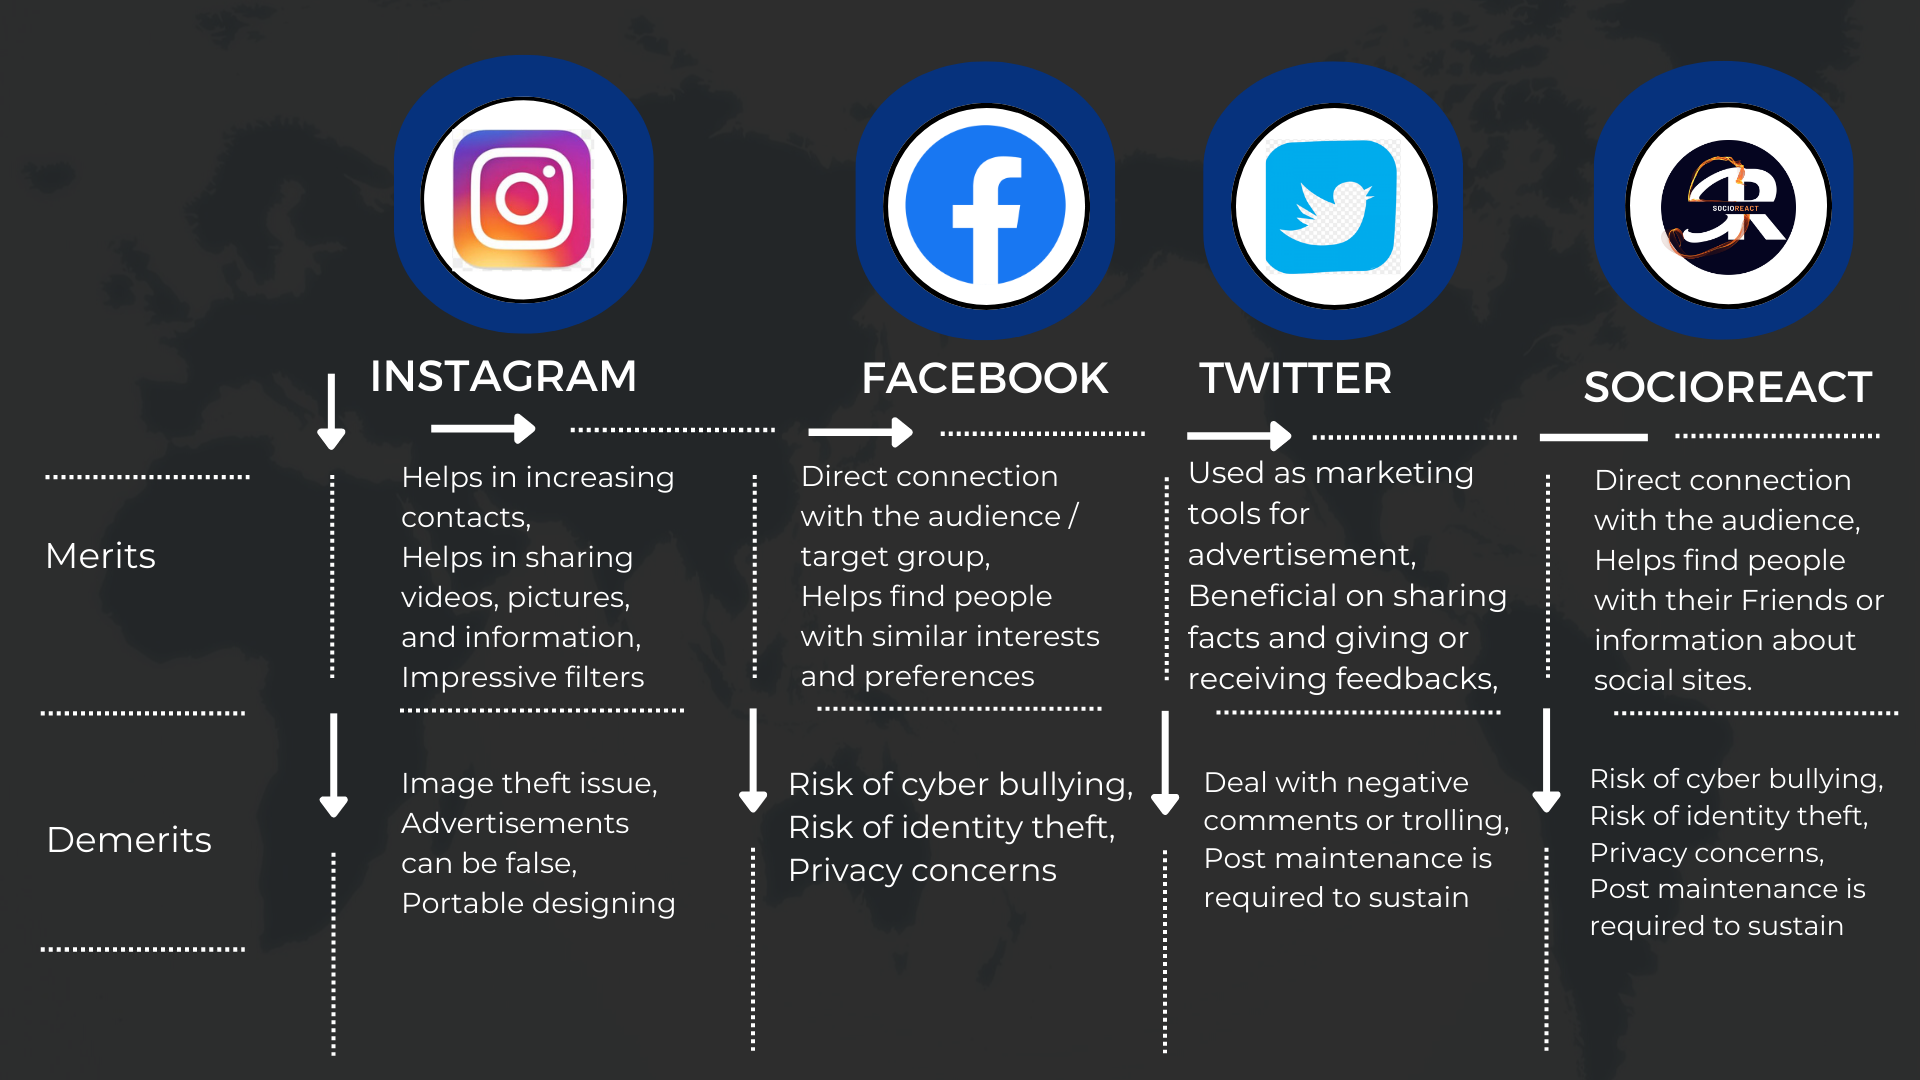 SOCIOREACT
INSTAGRAM
FACEBOOK
TWITTER
SOCIOREACT
Merits
Helps in increasing
contacts,
Helps in sharing
videos, pictures,
and information,
Impressive filters
Direct connection
with the audience /
target group,
Helps find people
with similar interests
and preferences
Used as marketing
tools for
advertisement,
Beneficial on sharing
facts and giving or
receiving feedbacks,
Direct connection
with the audience,
Helps find people
with their Friends or
information about
social sites.
Demerits
Image theft issue,
Advertisements
can be false,
Portable designing
Risk of cyber bullying,
Risk of identity theft,
Privacy concerns
Deal with negative
comments or trolling,
Post maintenance is
required to sustain
Risk of cyber bullying,
Risk of identity theft,
Privacy concerns,
Post maintenance is
required to sustain